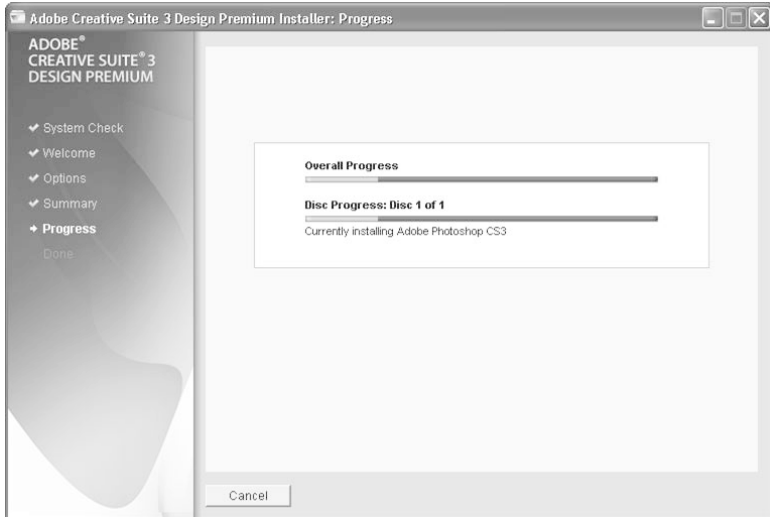 Adobe Creative Suite 3 Design Premium Installer: Progress
ADOBE®
CREATIVE SUITE® 3
DESIGN PREMIUM
System Check
Welcome
Options
Summary
Progress
Done
Overall Progress
Disc Progress: Disc 1 of 1
Currently installing Adobe Photoshop CS3
Cancel